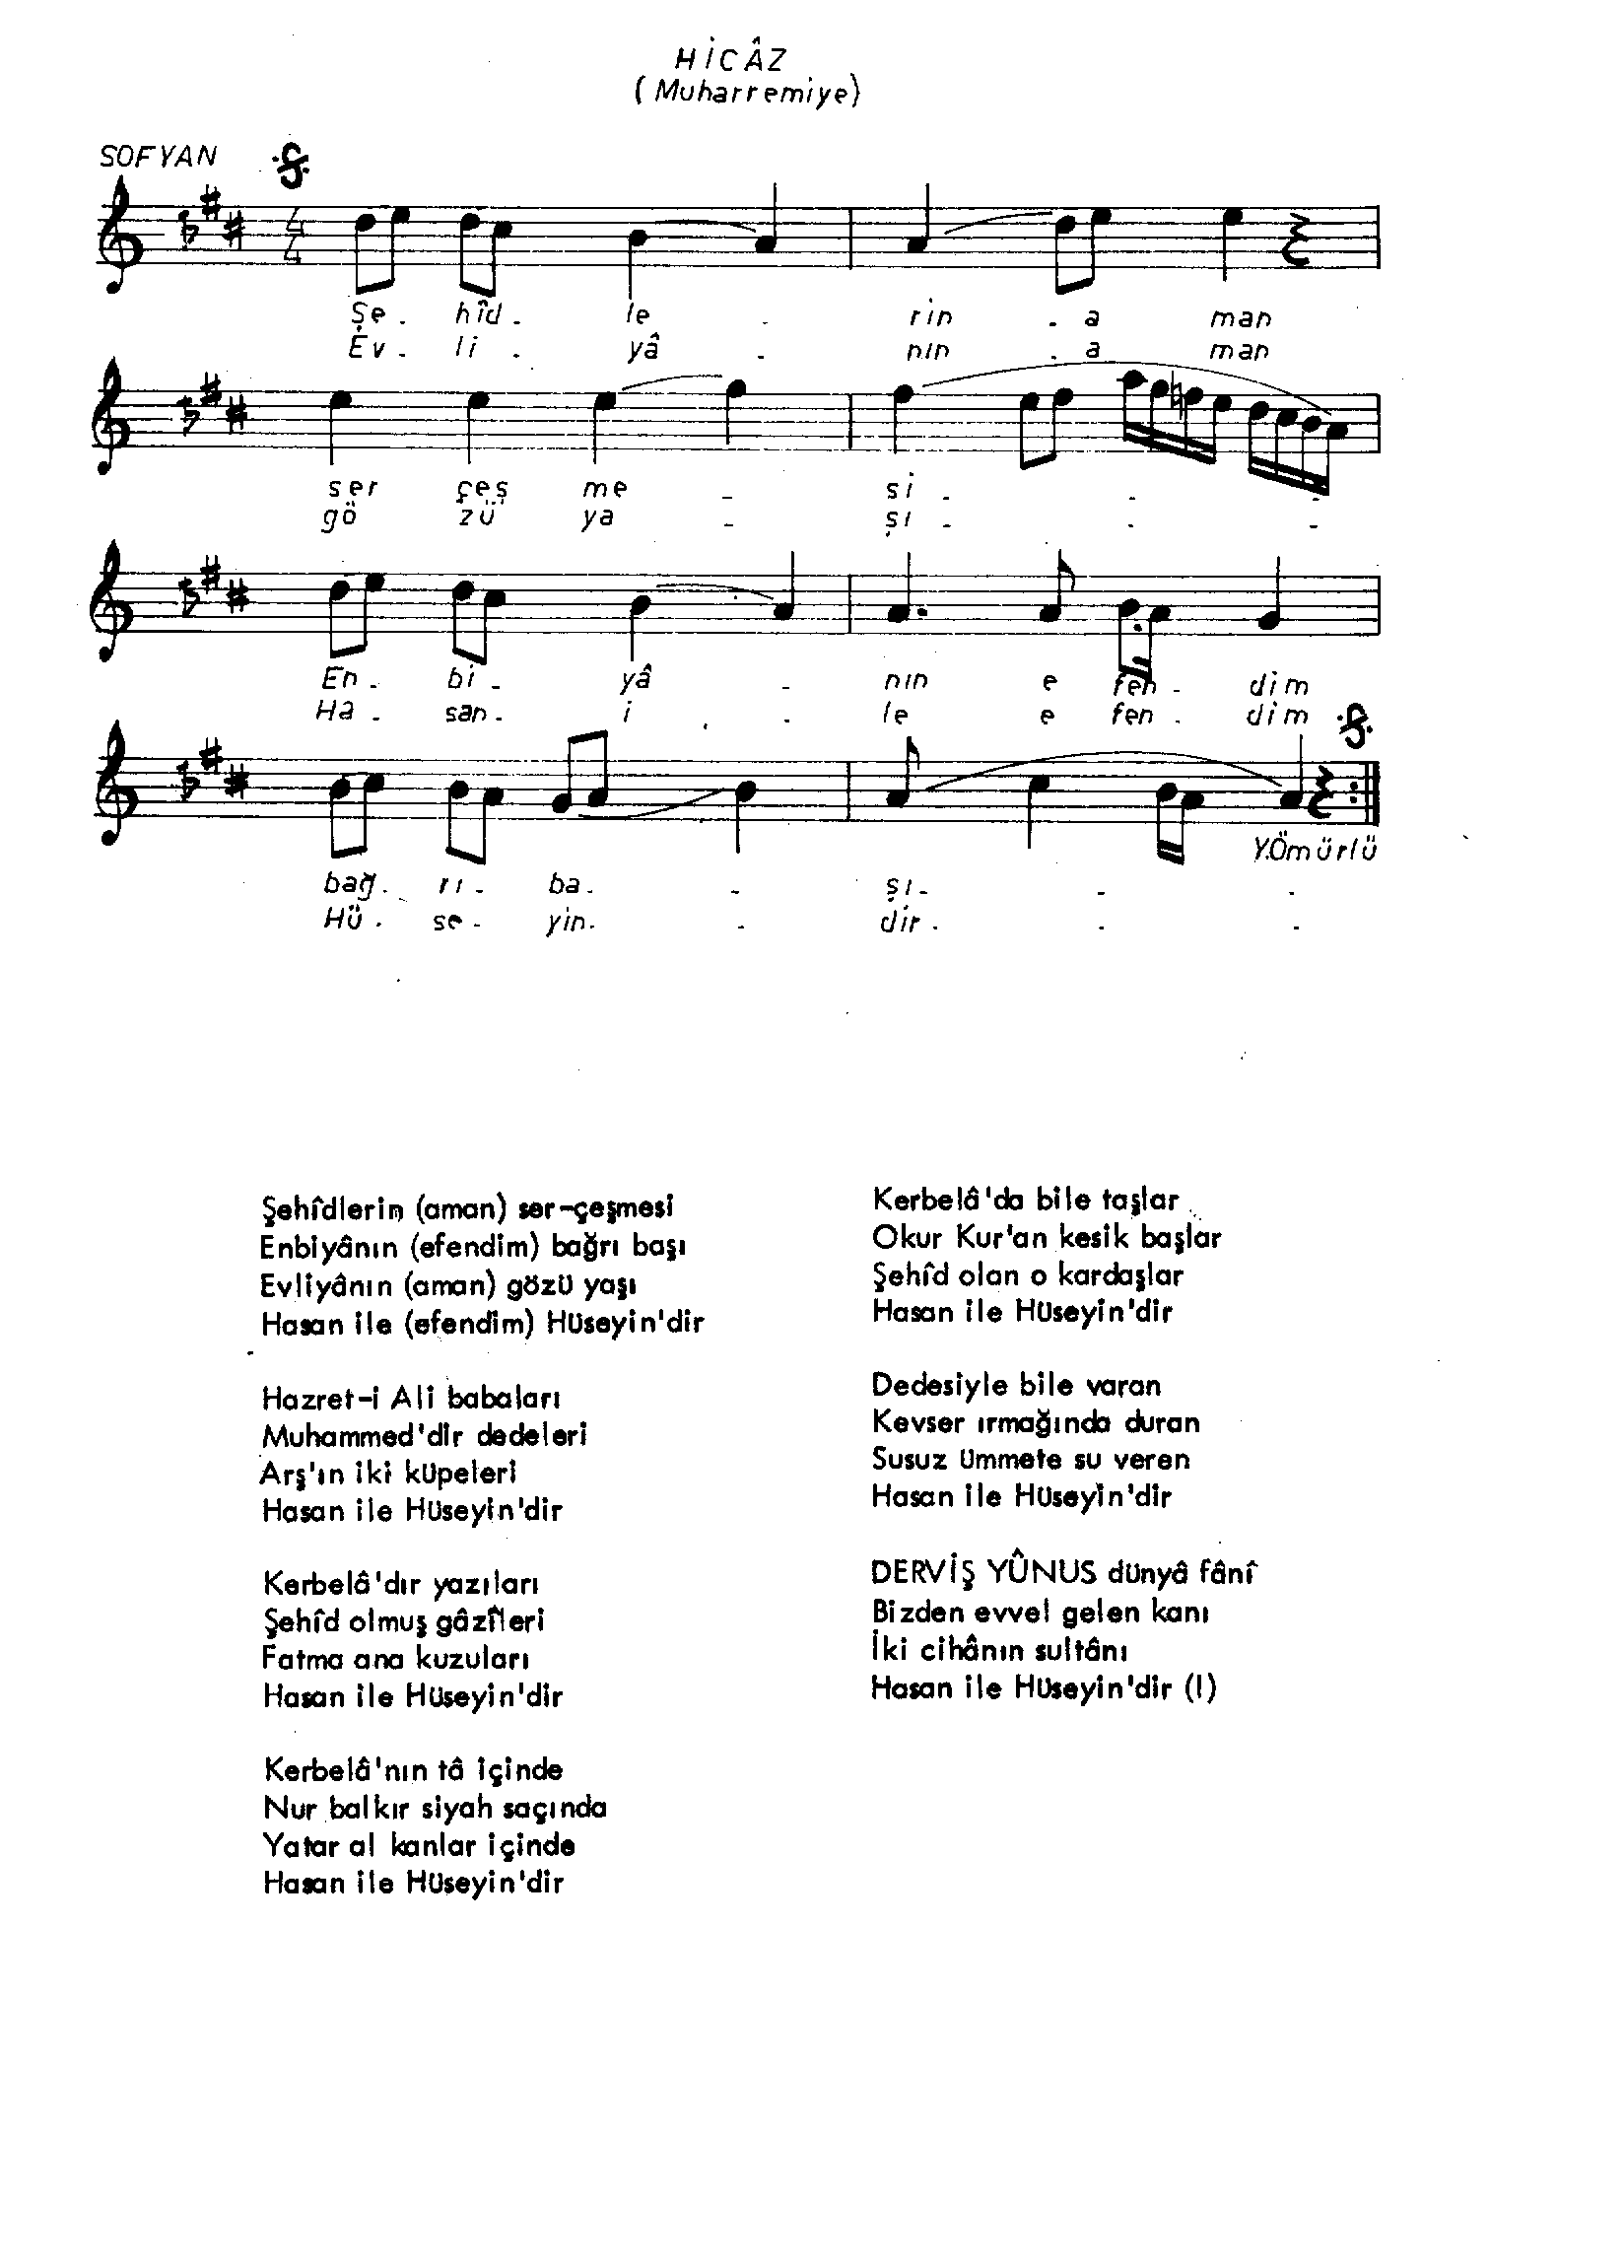 HİCÂZ
(Muharremiye)
SOFYAN
4
4
Şe. hîd. le - rin . a man
Ev. li . yâ - nın . a man
ser çeş me - si . . .
gö zü ya - şı . . .
En. bi. yâ - nın e fen. dim
Ha. san. i . le e fen. dim
Y.Ömürlü
bağ. rı. ba. - şı. . .
Hü. se. yin. . dir. . .
Şehîdlerin (aman) ser-çeşmesi
Enbiyânın (efendim) bağrı başı
Evliyânın (aman) gözü yaşı
Hasan ile (efendim) Hüseyin'dir
Hazret-i Ali babaları
Muhammed'dir dedeleri
Arş'ın iki küpeleri
Hasan ile Hüseyin'dir
Kerbelâ'dır yazıları
Şehîd olmuş gâzîleri
Fatma ana kuzuları
Hasan ile Hüseyin'dir
Kerbelâ'nın tâ içinde
Nur balkır siyah saçında
Yatar al kanlar içinde
Hasan ile Hüseyin'dir
Kerbelâ'da bile taşlar
Okur Kur'an kesik başlar
Şehîd olan o kardaşlar
Hasan ile Hüseyin'dir
Dedesiyle bile varan
Kevser ırmağında duran
Susuz ümmete su veren
Hasan ile Hüseyin'dir
DERVİŞ YÛNUS dünyâ fânî
Bizden evvel gelen kanı
İki cihânın sultânı
Hasan ile Hüseyin'dir (I)